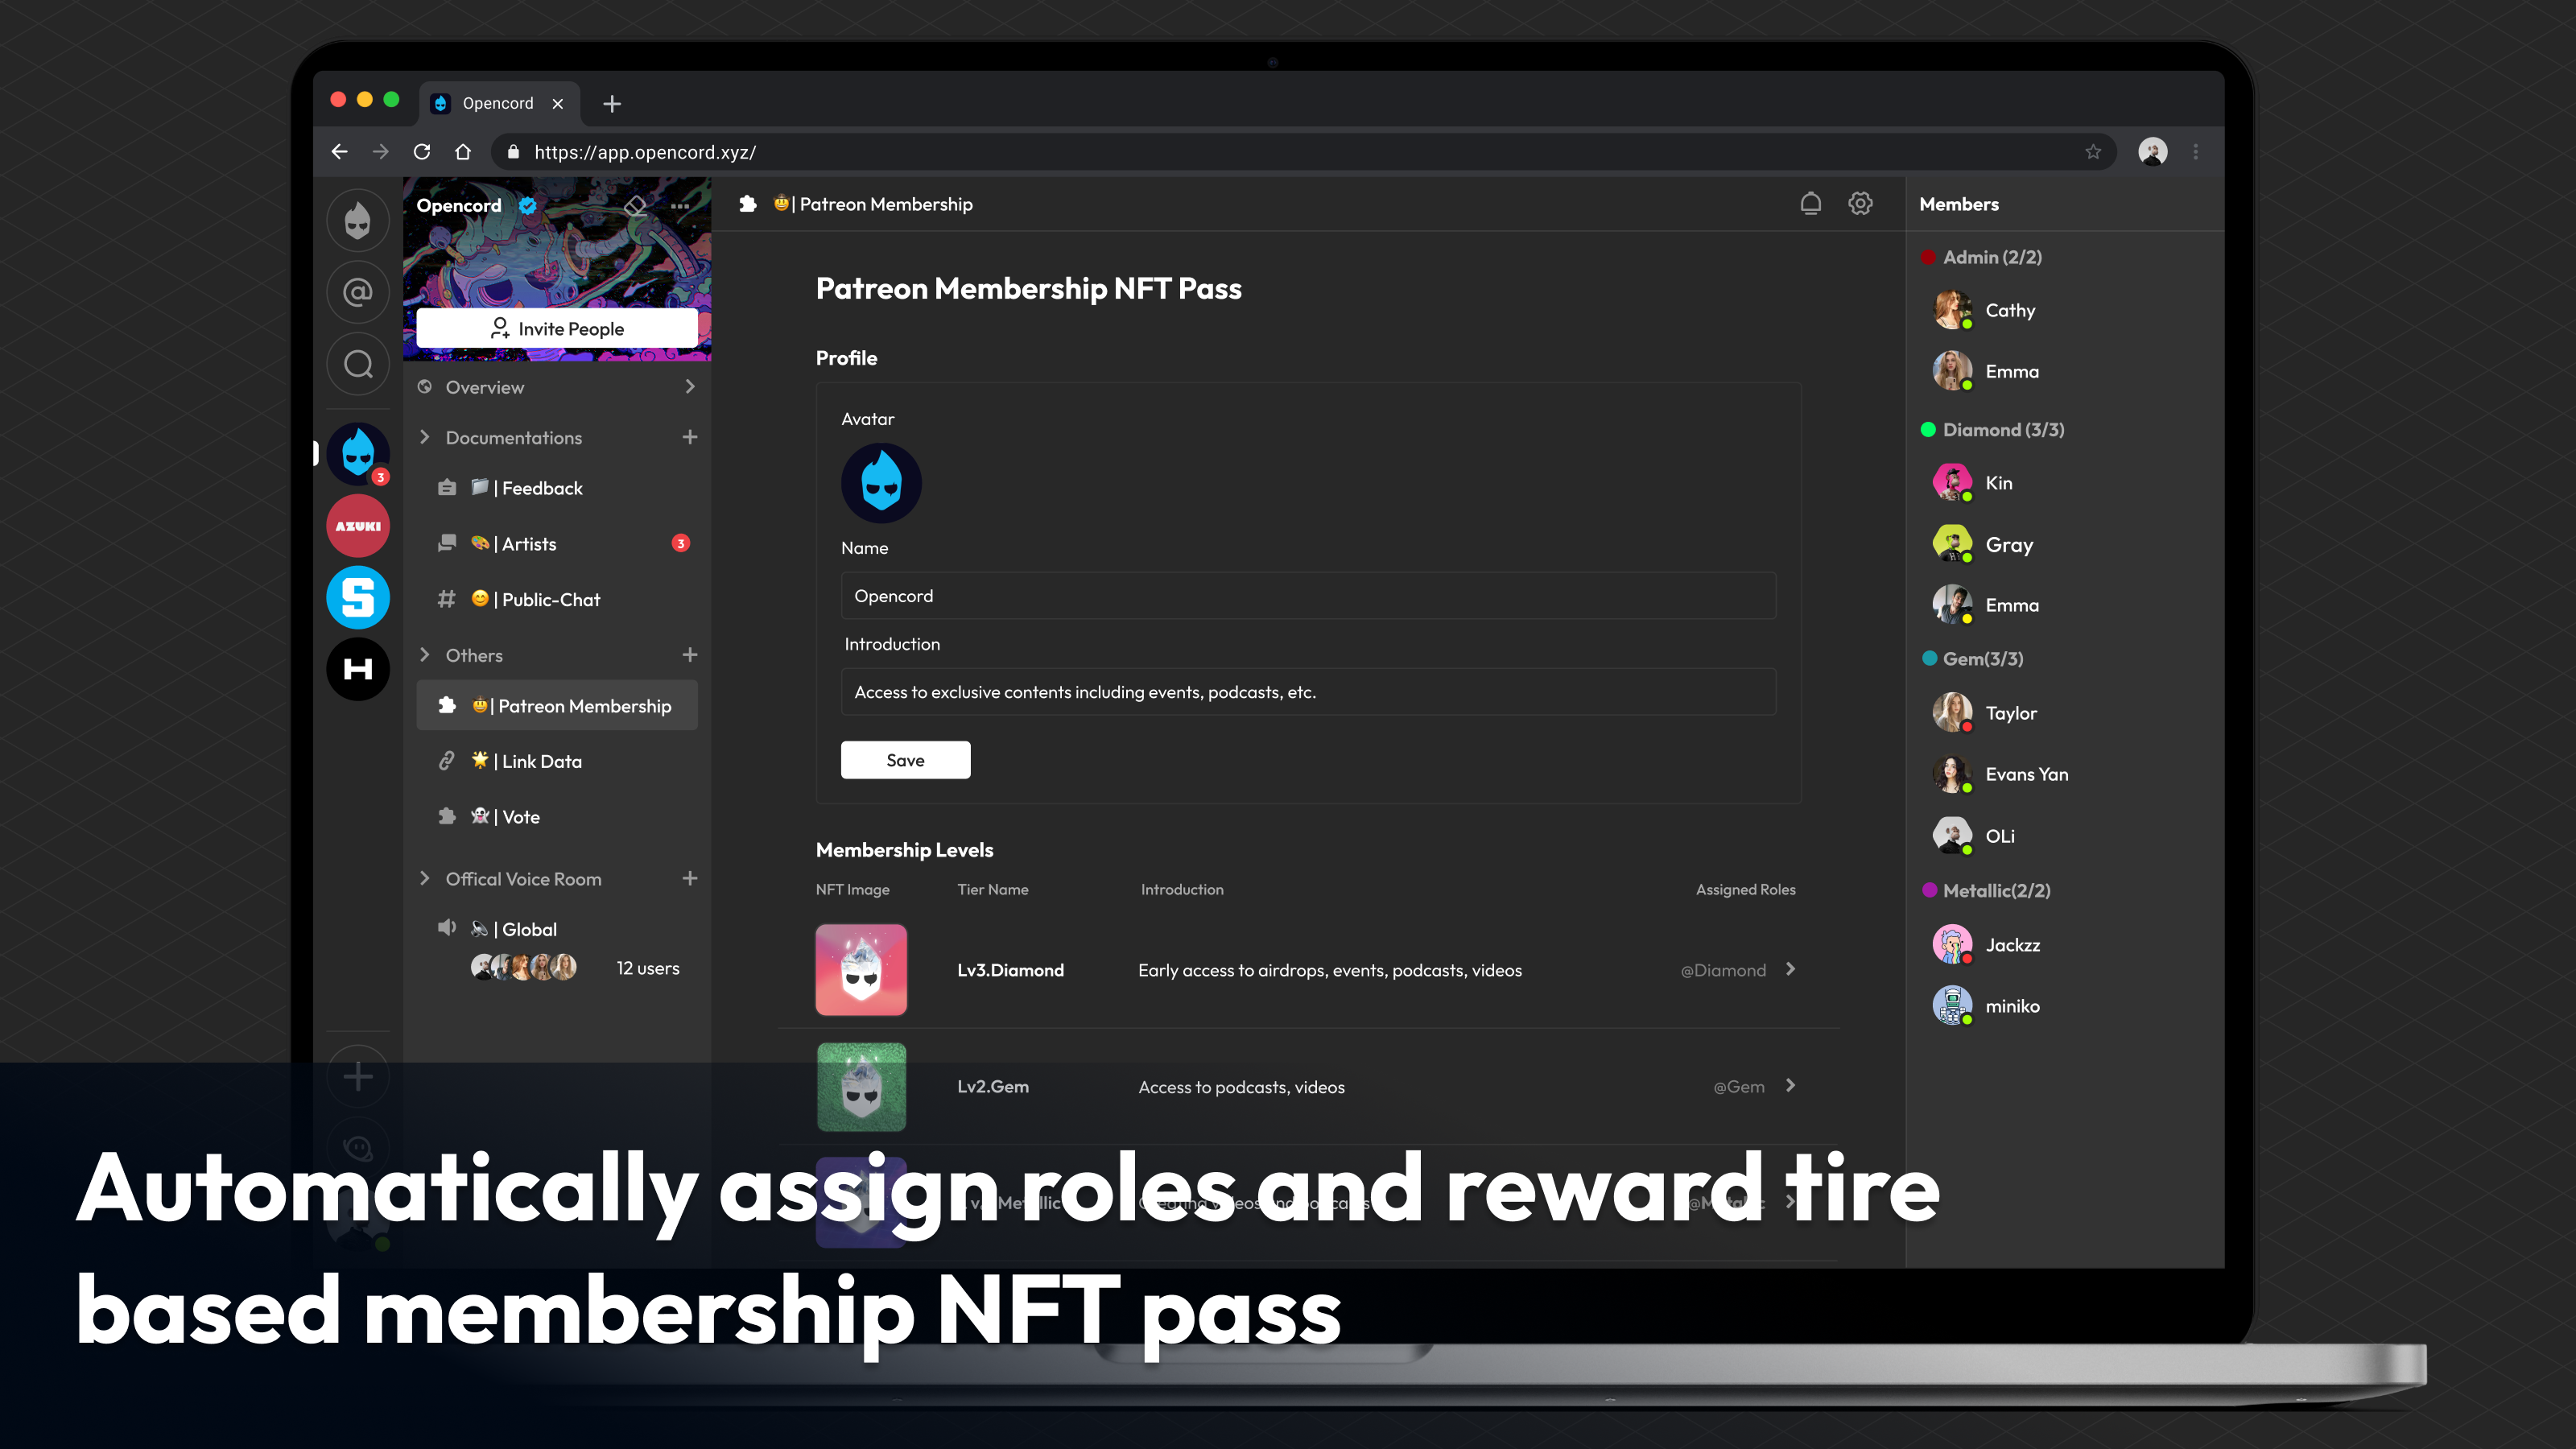 Opencord
https://app.opencord.xyz/
Opencord
Invite People
Overview
Documentations
| Feedback
| Artists
3
| Public-Chat
Others
| Patreon Membership
| Link Data
| Vote
Offical Voice Room
| Global
12 users
3
AZUKI
S
H
| Patreon Membership
Patreon Membership NFT Pass
Profile
Avatar
Name
Opencord
Introduction
Access to exclusive contents including events, podcasts, etc.
Save
Membership Levels
NFT Image Tier Name Introduction Assigned Roles
Lv3.Diamond Early access to airdrops, events, podcasts, videos @Diamond
Lv2.Gem Access to podcasts, videos @Gem
Members
Admin (2/2)
Cathy
Emma
Diamond (3/3)
Kin
Gray
Emma
Gem(3/3)
Taylor
Evans Yan
OLi
Metallic(2/2)
Jackzz
miniko
Automatically assign roles and reward tire
based membership NFT pass